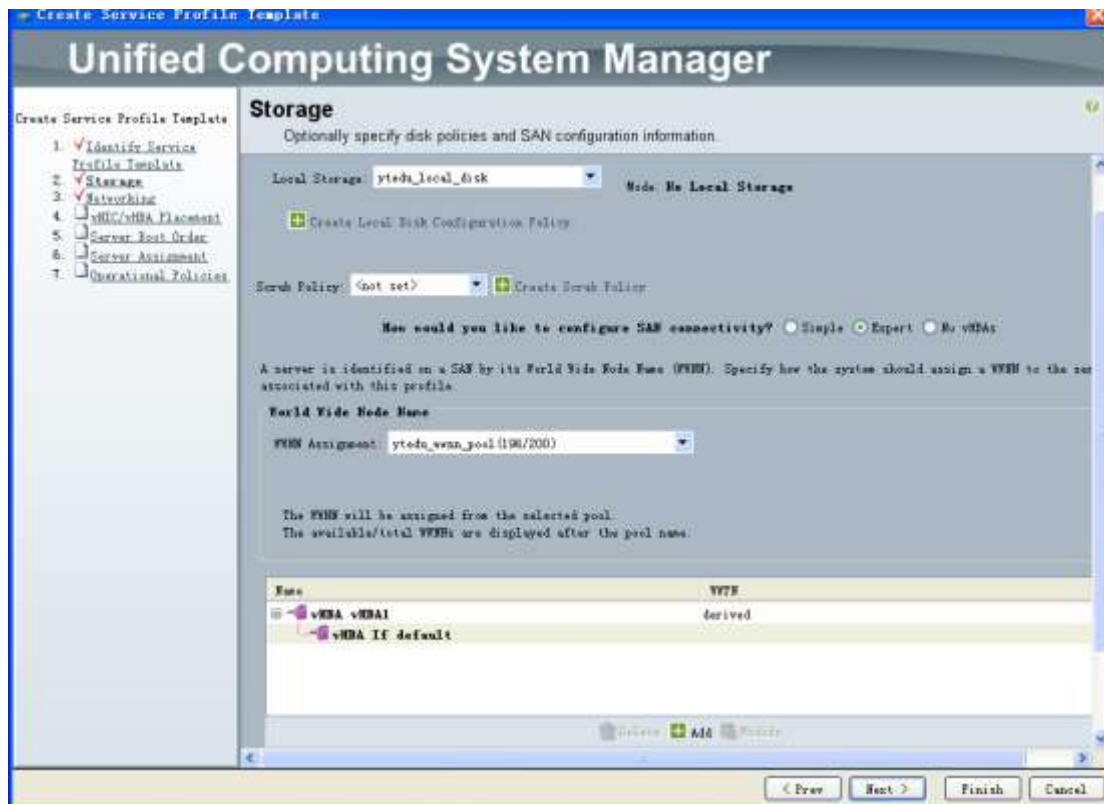 Create Service Profile Template
Unified Computing System Manager
Create Service Profile Template
1. Identify Service
Profile Template
2. Storage
3. Networking
4. vNIC/vHBA Placement
5. Server Boot Order
6. Server Assignment
7. Operational Policies
Storage
Optionally specify disk policies and SAN configuration information.
Local Storage: ytedu_local_disk
Mode: No Local Storage
Create Local Disk Configuration Policy
Scrub Policy: <not set>
Create Scrub Policy
How would you like to configure SAN connectivity? Simple Expert No vHBAs
A server is identified on a SAN by its World Wide Node Name (WWNN). Specify how the system should assign a WWNN to the ser
associated with this profile.
World Wide Node Name
WWNN Assignment: ytedu_wwnn_pool(196/200)
The WWNN will be assigned from the selected pool.
The available/total WWNNs are displayed after the pool name.
Name WWPN
vHBA vHBA1 derived
vHBA If default
Delete Add Modify
< Prev Next > Finish Cancel